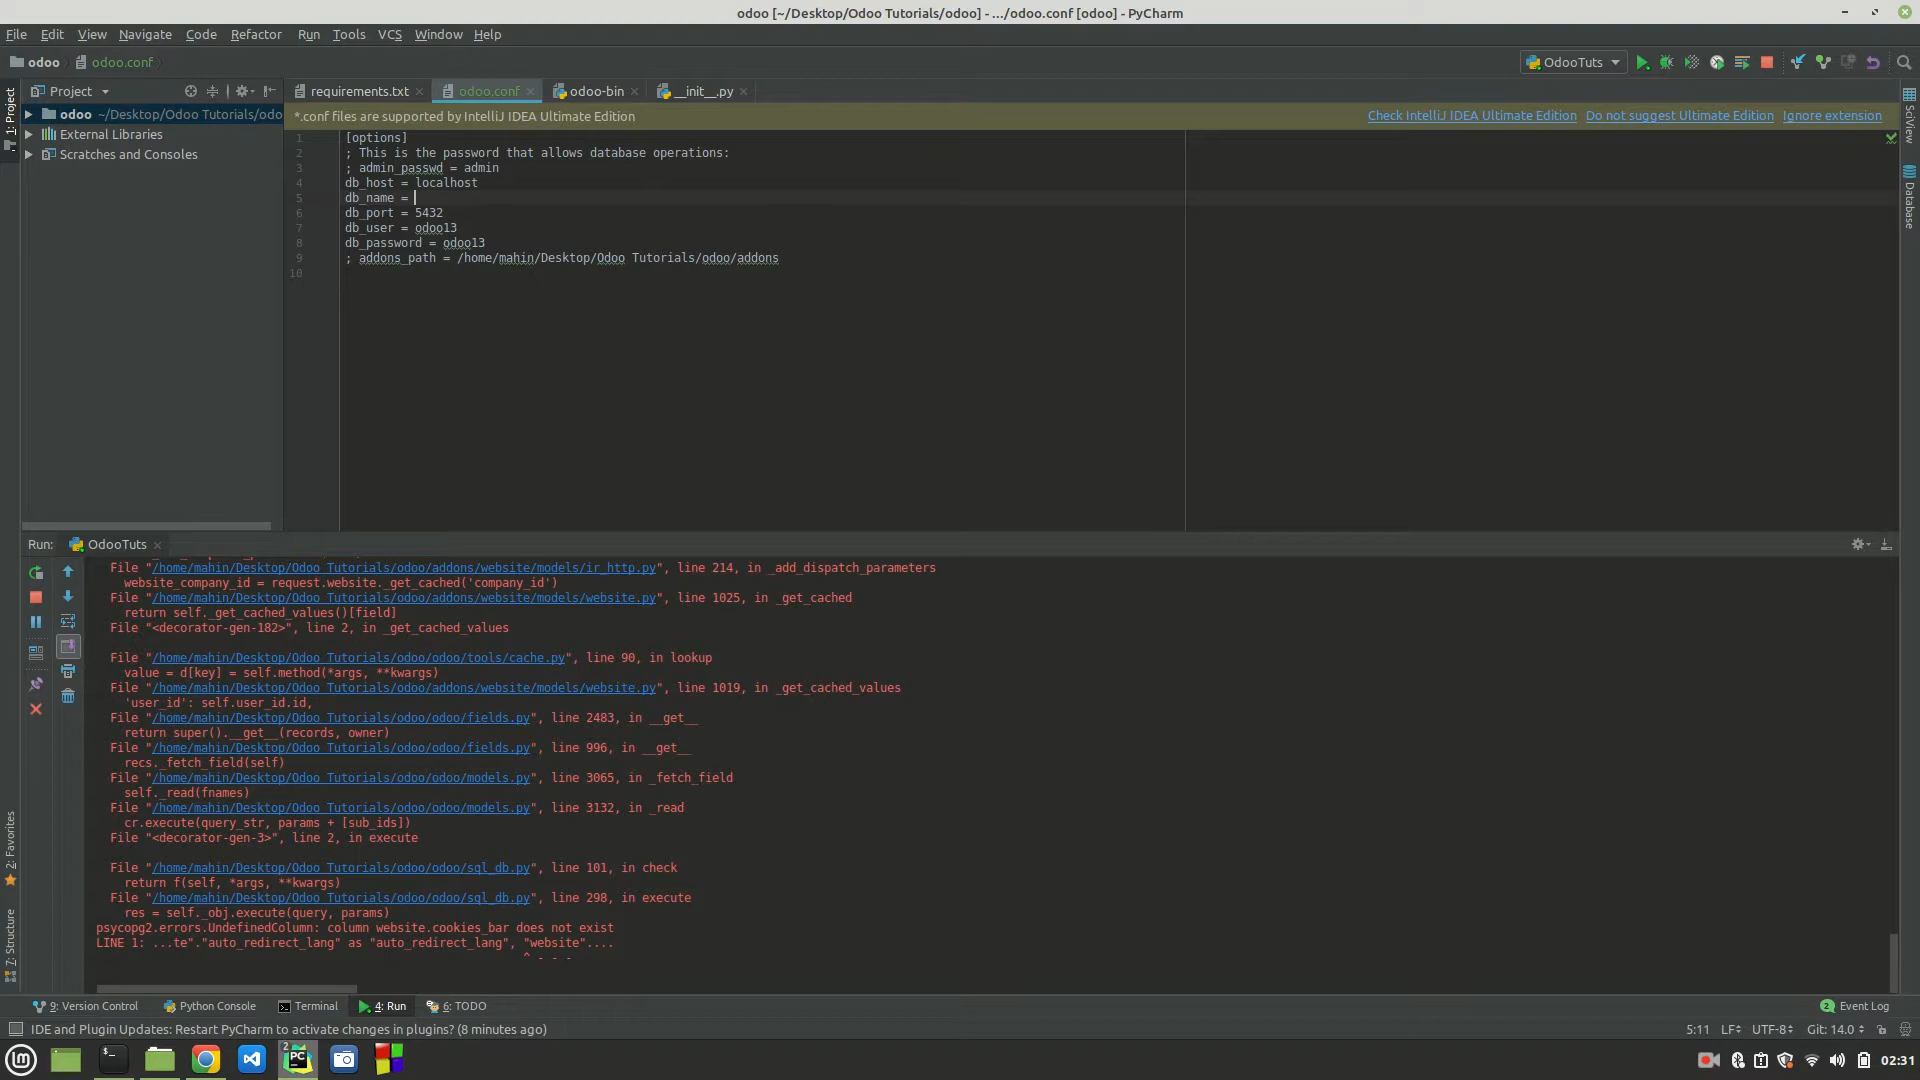 odoo [~/Desktop/Odoo Tutorials/odoo] - .../odoo.conf [odoo] - PyCharm
File Edit View Navigate Code Refactor Run Tools VCS Window Help
odoo odoo.conf OdooTuts
1: Project
Project
requirements.txt odoo.conf odoo-bin __init__.py
odoo ~/Desktop/Odoo Tutorials/odo
External Libraries
Scratches and Consoles
*.conf files are supported by IntelliJ IDEA Ultimate Edition Check IntelliJ IDEA Ultimate Edition Do not suggest Ultimate Edition Ignore extension
1 [options]
2 ; This is the password that allows database operations:
3 ; admin_passwd = admin
4 db_host = localhost
5 db_name =
6 db_port = 5432
7 db_user = odoo13
8 db_password = odoo13
9 ; addons_path = /home/mahin/Desktop/Odoo Tutorials/odoo/addons
10
SciView
Database
Run: OdooTuts
File "/home/mahin/Desktop/Odoo Tutorials/odoo/addons/website/models/ir_http.py", line 214, in _add_dispatch_parameters
website_company_id = request.website._get_cached('company_id')
File "/home/mahin/Desktop/Odoo Tutorials/odoo/addons/website/models/website.py", line 1025, in _get_cached
return self._get_cached_values()[field]
File "<decorator-gen-182>", line 2, in _get_cached_values
File "/home/mahin/Desktop/Odoo Tutorials/odoo/odoo/tools/cache.py", line 90, in lookup
value = d[key] = self.method(*args, **kwargs)
File "/home/mahin/Desktop/Odoo Tutorials/odoo/addons/website/models/website.py", line 1019, in _get_cached_values
'user_id': self.user_id.id,
File "/home/mahin/Desktop/Odoo Tutorials/odoo/odoo/fields.py", line 2483, in __get__
return super().__get__(records, owner)
File "/home/mahin/Desktop/Odoo Tutorials/odoo/odoo/fields.py", line 996, in __get__
recs._fetch_field(self)
File "/home/mahin/Desktop/Odoo Tutorials/odoo/odoo/models.py", line 3065, in _fetch_field
self._read(fnames)
File "/home/mahin/Desktop/Odoo Tutorials/odoo/odoo/models.py", line 3132, in _read
cr.execute(query_str, params + [sub_ids])
File "<decorator-gen-3>", line 2, in execute
File "/home/mahin/Desktop/Odoo Tutorials/odoo/odoo/sql_db.py", line 101, in check
return f(self, *args, **kwargs)
File "/home/mahin/Desktop/Odoo Tutorials/odoo/odoo/sql_db.py", line 298, in execute
res = self._obj.execute(query, params)
psycopg2.errors.UndefinedColumn: column website.cookies_bar does not exist
LINE 1: ...te"."auto_redirect_lang" as "auto_redirect_lang", "website"....
^
2: Favorites
7: Structure
9: Version Control Python Console Terminal 4: Run 6: TODO 2 Event Log
IDE and Plugin Updates: Restart PyCharm to activate changes in plugins? (8 minutes ago) 5:11 LF UTF-8 Git: 14.0
2 PC 02:31